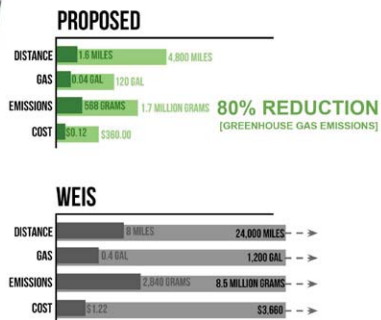 PROPOSED
DISTANCE 1.6 MILES 4,800 MILES
GAS 0.04 GAL 120 GAL
EMISSIONS 568 GRAMS 1.7 MILLION GRAMS 80% REDUCTION
[GREENHOUSE GAS EMISSIONS]
COST $0.12 $360.00
WEIS
DISTANCE 8 MILES 24,000 MILES
GAS 0.4 GAL 1,200 GAL
EMISSIONS 2,840 GRAMS 8.5 MILLION GRAMS
COST $1.22 $3,660